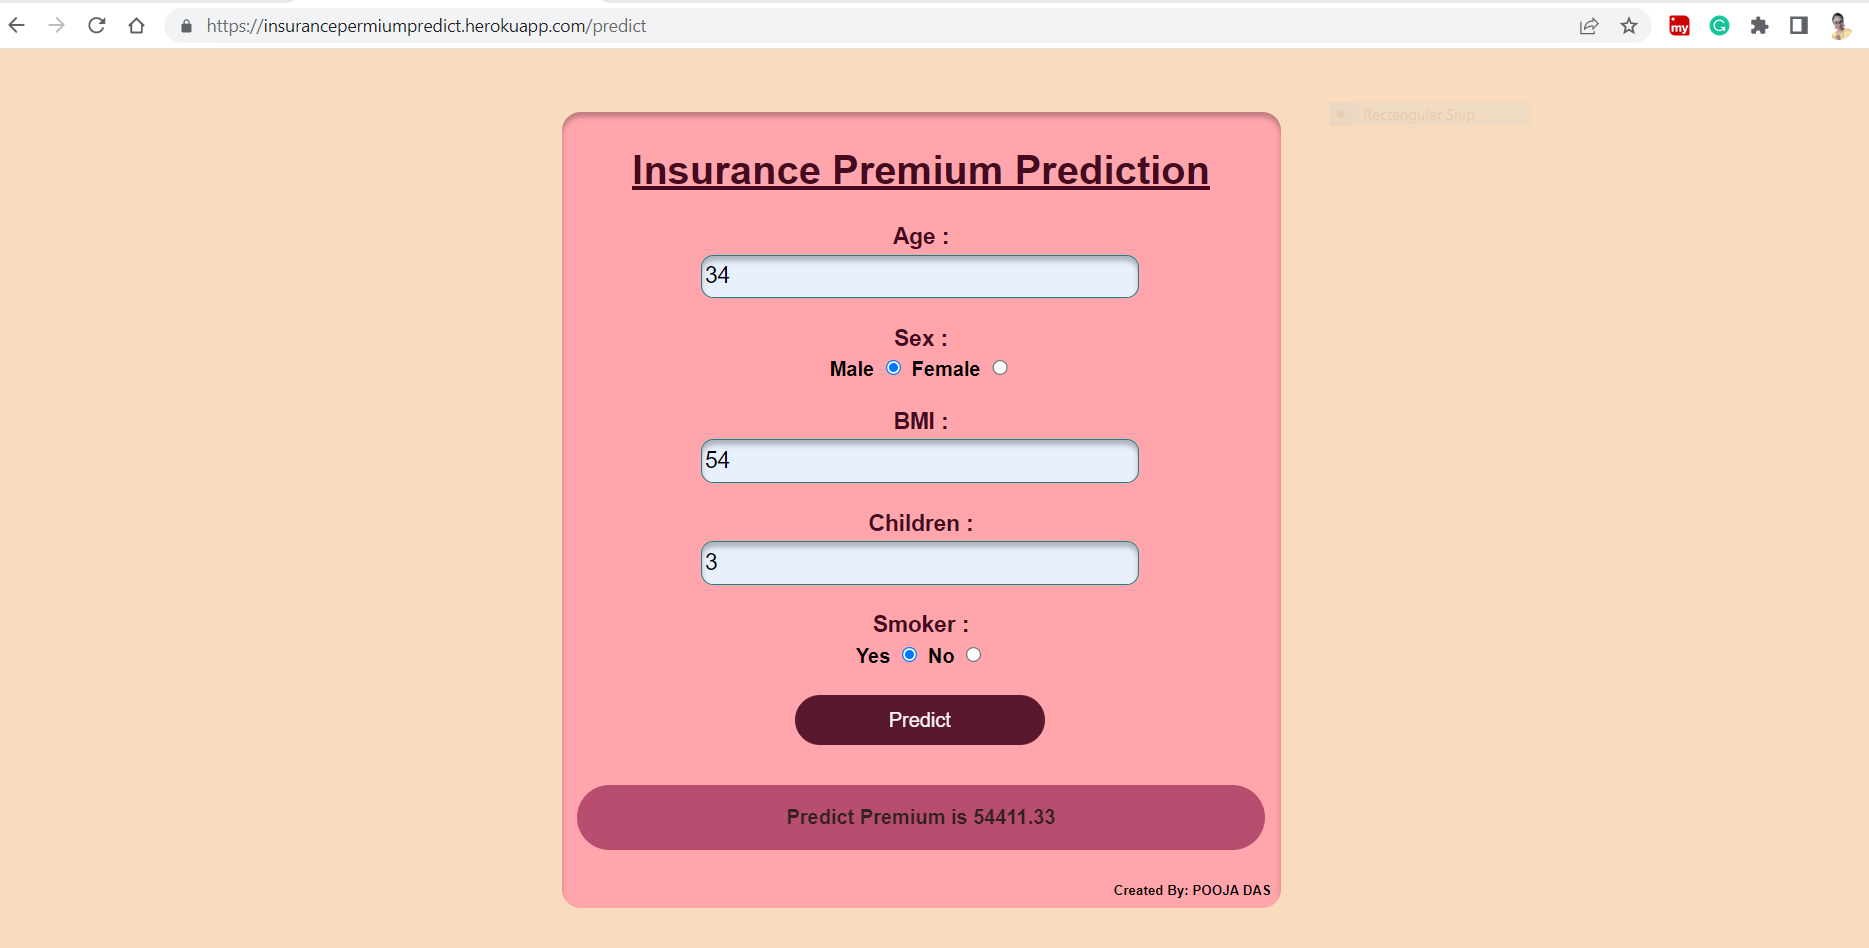 https://insurancepermiumpredict.herokuapp.com/predict
my
Rectangular Snip
Insurance Premium Prediction
Age :
34
Sex :
Male Female
BMI :
54
Children :
3
Smoker :
Yes No
Predict
Predict Premium is 54411.33
Created By: POOJA DAS